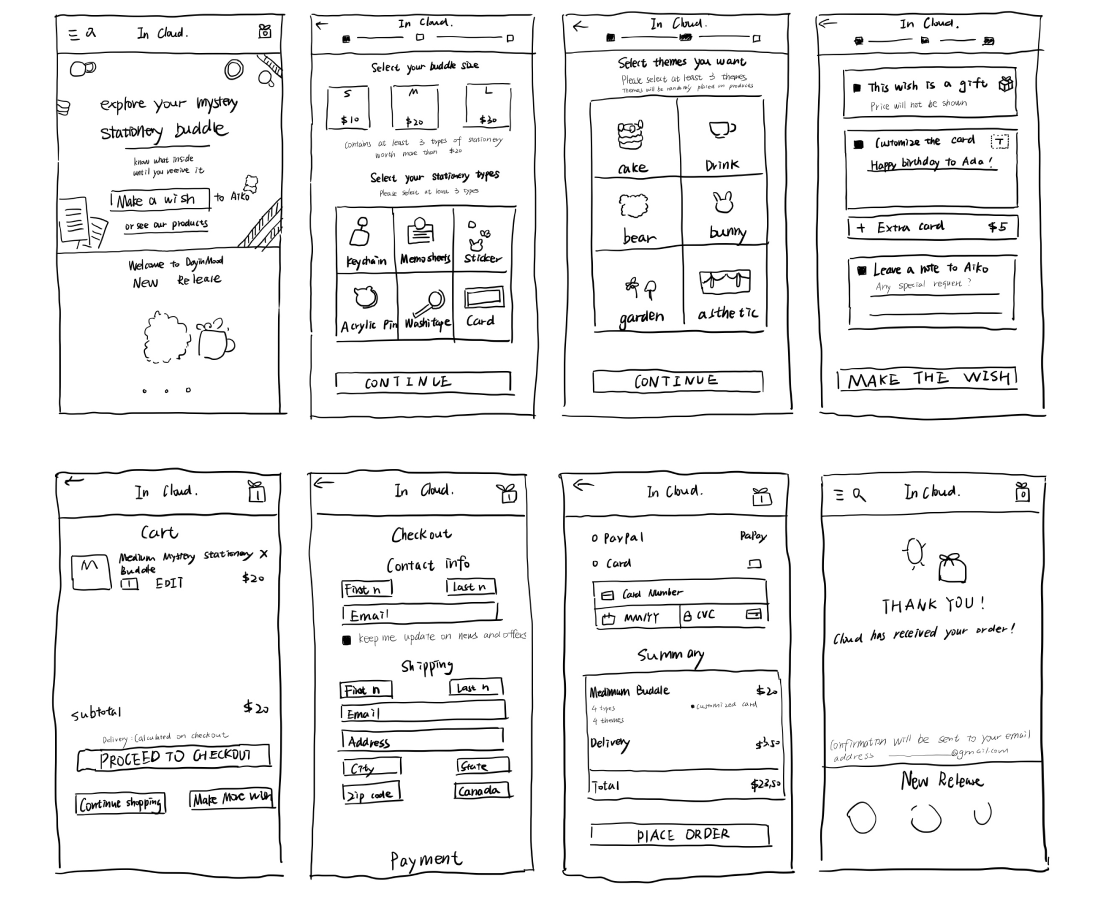 In Cloud.
explore your mystery
stationery buddle
know what inside
until you receive it
Make a wish to Aiko
or see our products
Welcome to DayinMood
New Release
In Cloud.
Select your buddle size
S M L
$10 $20 $30
Contains at least 3 types of stationery
worth more than $20
Select your stationery types
Please select at least 3 types
keychain Memosheets Sticker
Acrylic Pin Washitape Card
CONTINUE
In Cloud.
Select themes you want
Please select at least 3 themes
Themes will be randomly placed on products
cake Drink
bear bunny
garden asthetic
CONTINUE
In Cloud.
This wish is a gift
Price will not be shown
Customize the card T
Happy birthday to Ada!
+ Extra card $5
Leave a note to Aiko
Any special request?
MAKE THE WISH
In Cloud. 1
Cart
M
Medium Mystery Stationery X
Buddle
1 EDIT $20
subtotal $20
Delivery: Calculated on checkout
PROCEED TO CHECKOUT
Continue shopping Make More wish
In Cloud. 1
Checkout
Contact info
First n Last n
Email
keep me update on news and offers
Shipping
First n Last n
Email
Address
City State
Zip code Canada
Payment
In Cloud. 1
PayPal PaPay
Card
Card Number
MM/YY CVC
Summary
Medimum Buddle $20
4 types customized card
4 themes
Delivery $3.50
Total $23.50
PLACE ORDER
In Cloud. 0
THANK YOU!
Cloud has received your order!
Confirmation will be sent to your email
address @gmail.com
New Release